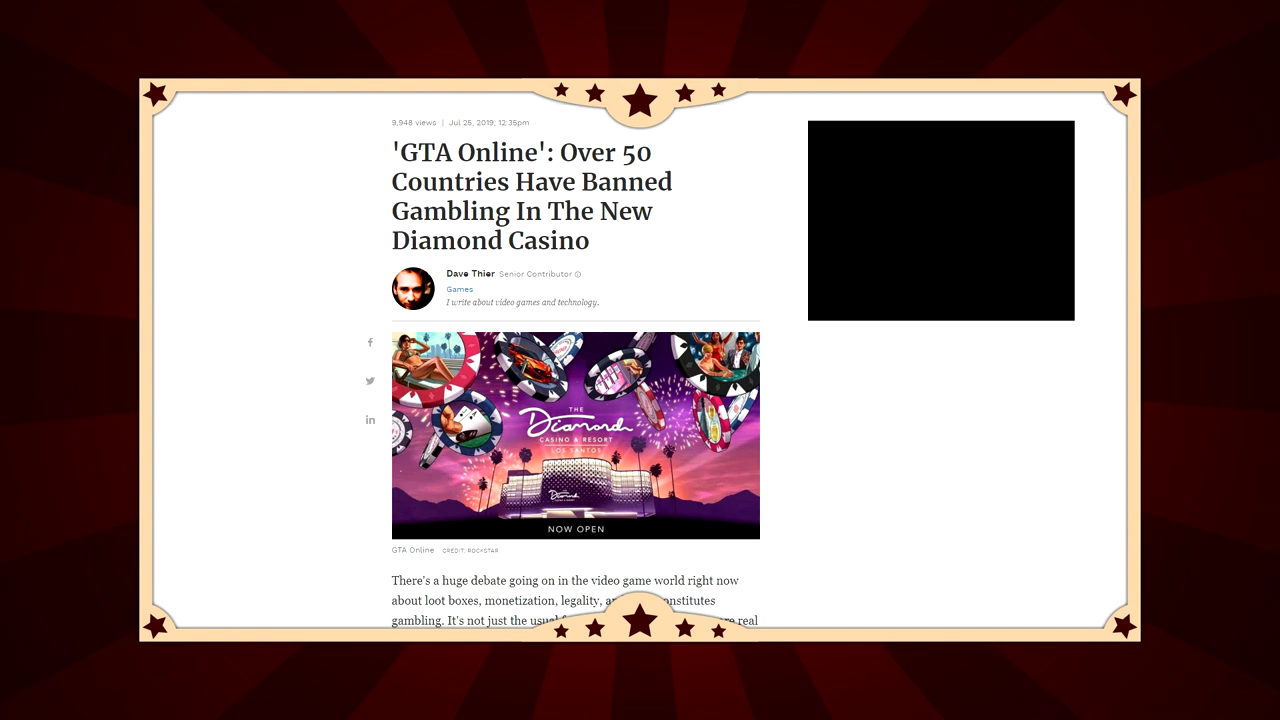 9,948 views | Jul 25, 2019, 12:35pm
'GTA Online': Over 50
Countries Have Banned
Gambling In The New
Diamond Casino
Dave Thier Senior Contributor
Games
I write about video games and technology.
THE
Diamond
CASINO & RESORT
LOS SANTOS
Diamond
NOW OPEN
GTA Online CREDIT: ROCKSTAR
There's a huge debate going on in the video game world right now
about loot boxes, monetization, legality, onstitutes
gambling. It's not just the usual real